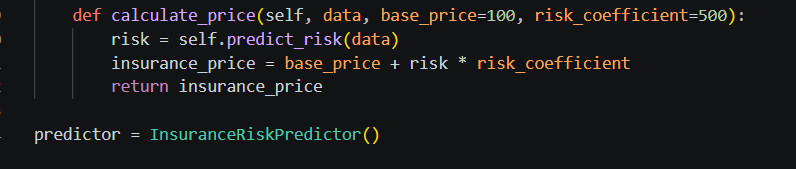 def calculate_price(self, data, base_price=100, risk_coefficient=500):
risk = self.predict_risk(data)
insurance_price = base_price + risk * risk_coefficient
return insurance_price
predictor = InsuranceRiskPredictor()